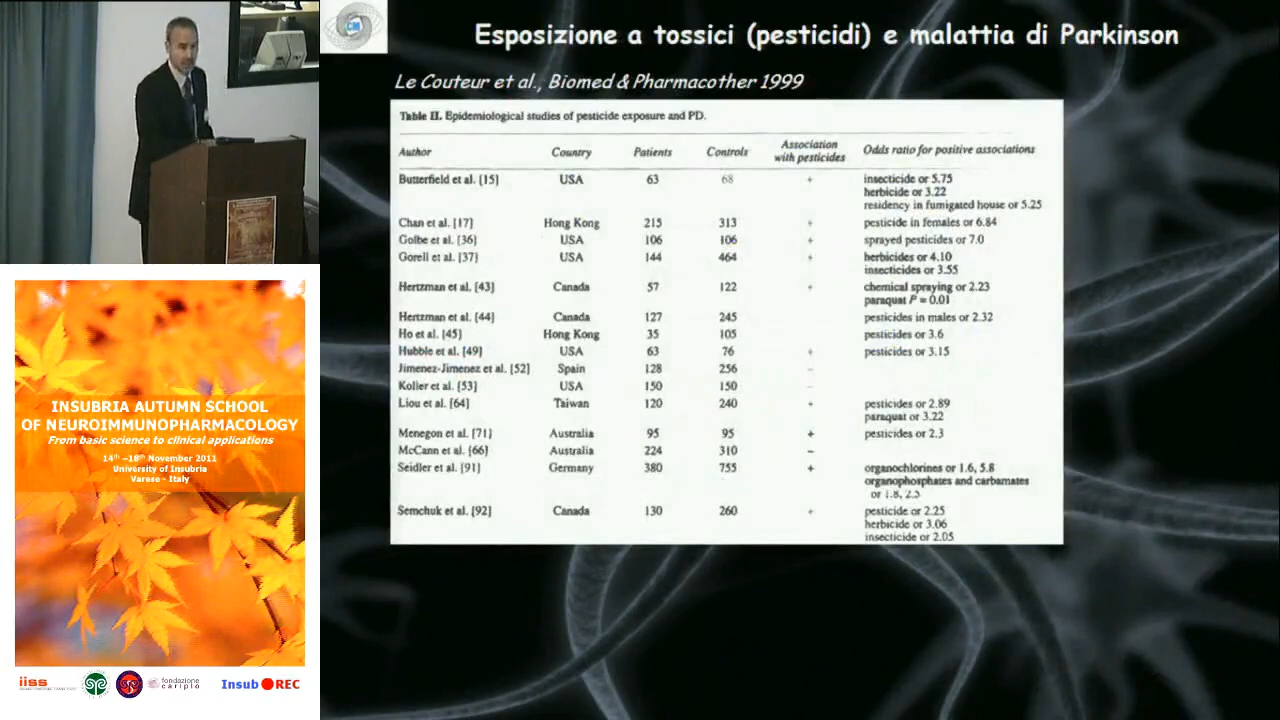 Esposizione a tossici (pesticidi) e malattia di Parkinson
Le Couteur et al., Biomed & Pharmacother 1999
Table II. Epidemiological studies of pesticide exposure and PD.
Author Country Patients Controls Association with pesticides Odds ratio for positive associations
Butterfield et al. [15] USA 63 68 + insecticide or 5.75
herbicide or 3.22
residency in fumigated house or 5.25
Chan et al. [17] Hong Kong 215 313 + pesticide in females or 6.84
Golbe et al. [36] USA 106 106 + sprayed pesticides or 7.0
Gorell et al. [37] USA 144 464 + herbicides or 4.10
insecticides or 3.55
Hertzman et al. [43] Canada 57 122 + chemical spraying or 2.23
paraquat P = 0.01
Hertzman et al. [44] Canada 127 245 pesticides in males or 2.32
Ho et al. [45] Hong Kong 35 105 pesticides or 3.6
Hubble et al. [49] USA 63 76 + pesticides or 3.15
Jimenez-Jimenez et al. [52] Spain 128 256 –
Koller et al. [53] USA 150 150 –
Liou et al. [64] Taiwan 120 240 + pesticides or 2.89
paraquat or 3.22
Menegon et al. [71] Australia 95 95 + pesticides or 2.3
McCann et al. [66] Australia 224 310 –
Seidler et al. [91] Germany 380 755 + organochlorines or 1.6, 5.8
organophosphates and carbamates
or 1.8, 2.5
Semchuk et al. [92] Canada 130 260 + pesticide or 2.25
herbicide or 3.06
insecticide or 2.05
INSUBRIA AUTUMN SCHOOL
OF NEUROIMMUNOPHARMACOLOGY
From basic science to clinical applications
14th –18th November 2011
University of Insubria
Varese - Italy
iiss
fondazione
cariplo
Insub REC